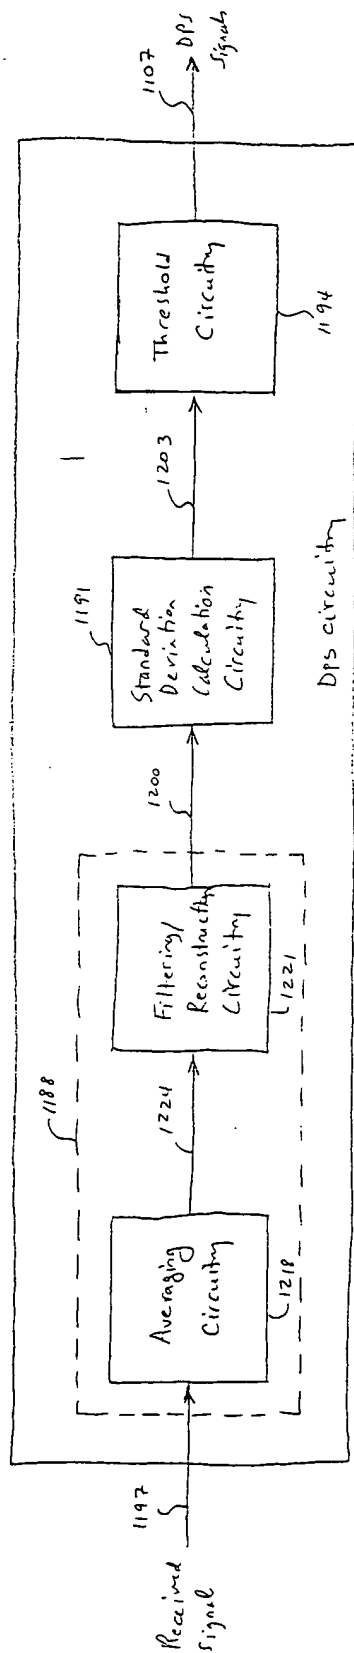 Received
Signal
1197
1188
Averaging
Circuitry
1218
1224
Filtering/
Reconstruction
Circuitry
1221
1200
1191
Standard
Deviation
Calculation
Circuitry
1203
Threshold
Circuitry
1194
1107
DPS
Signals
DPS circuitry